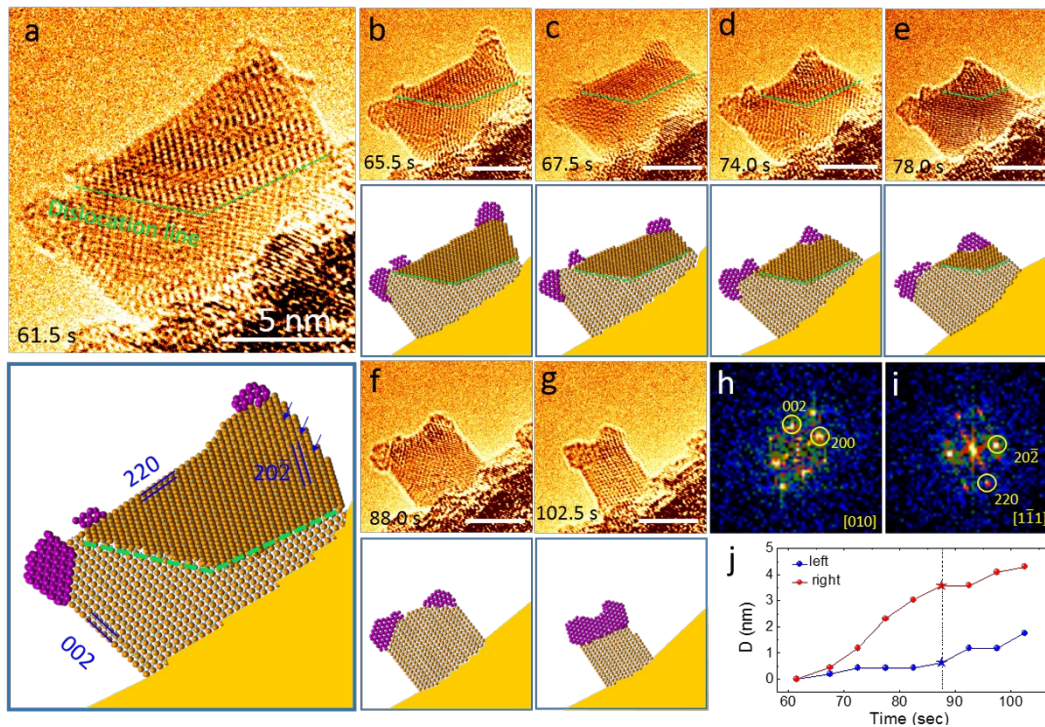 a
Dislocation line
5 nm
61.5 s
b
65.5 s
c
67.5 s
d
74.0 s
e
78.0 s
220
202̅
002
f
88.0 s
g
102.5 s
h
002
200
[010]
i
202̅
220
[11̅1]
j
left
right
D (nm)
5
4
3
2
1
0
60 70 80 90 100
Time (sec)